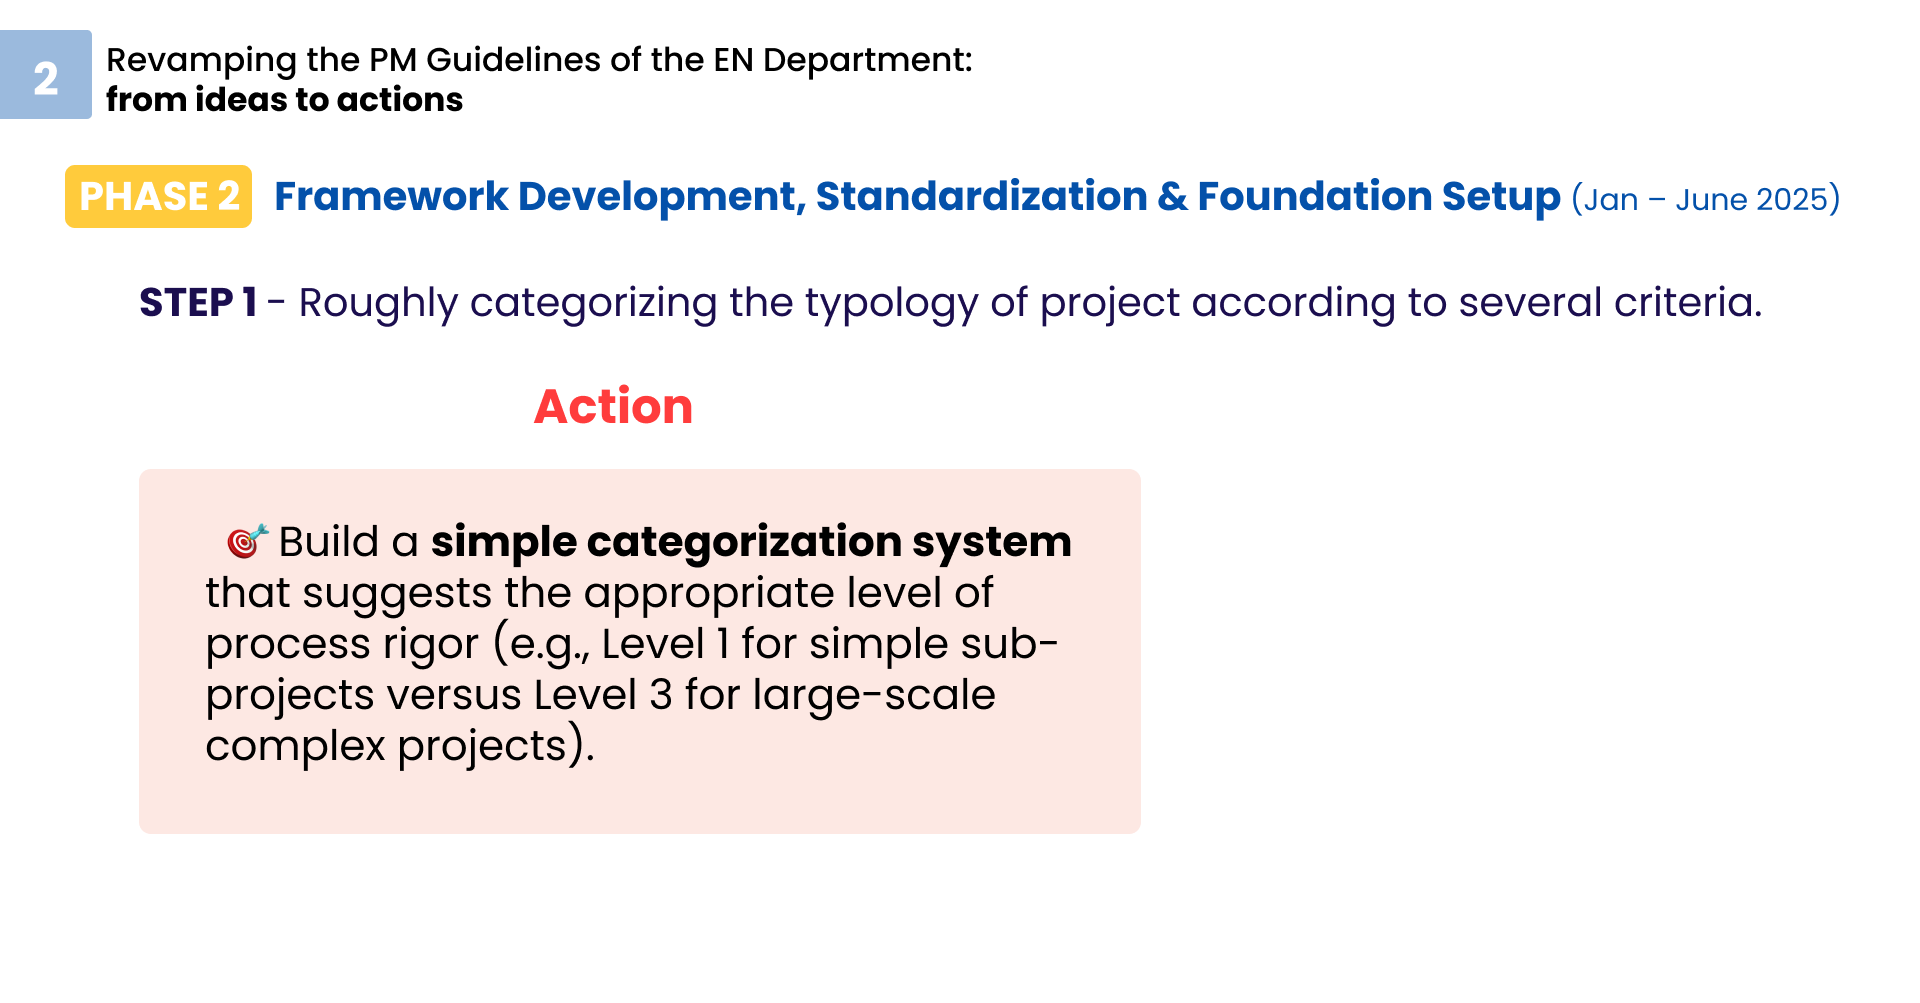 2
Revamping the PM Guidelines of the EN Department:
from ideas to actions
PHASE 2
Framework Development, Standardization & Foundation Setup (Jan – June 2025)
STEP 1 - Roughly categorizing the typology of project according to several criteria.
Action
🎯 Build a simple categorization system
that suggests the appropriate level of
process rigor (e.g., Level 1 for simple sub-
projects versus Level 3 for large-scale
complex projects).